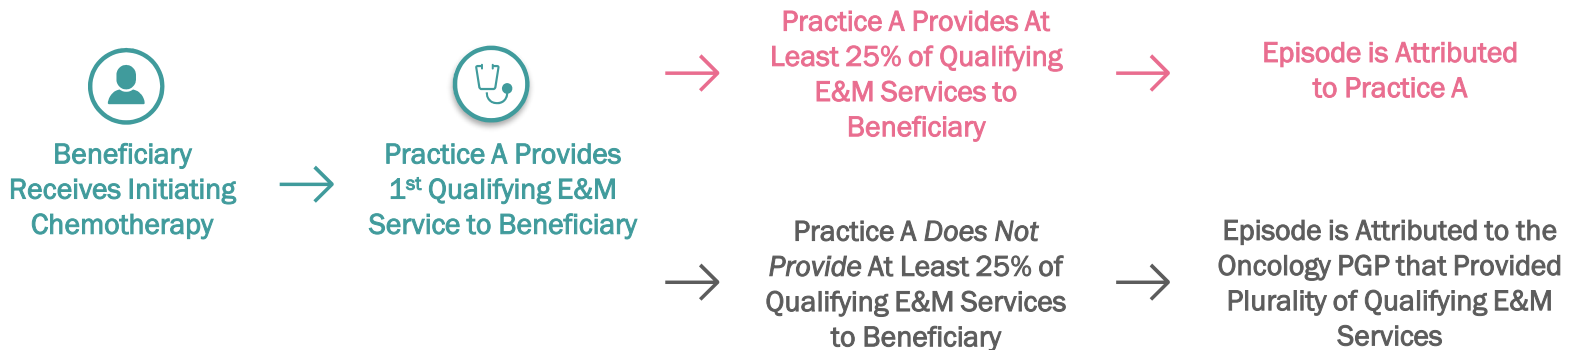 Beneficiary
Receives Initiating
Chemotherapy
Practice A Provides
1st Qualifying E&M
Service to Beneficiary
Practice A Provides At
Least 25% of Qualifying
E&M Services to
Beneficiary
Episode is Attributed
to Practice A
Practice A Does Not
Provide At Least 25% of
Qualifying E&M Services
to Beneficiary
Episode is Attributed to the
Oncology PGP that Provided
Plurality of Qualifying E&M
Services